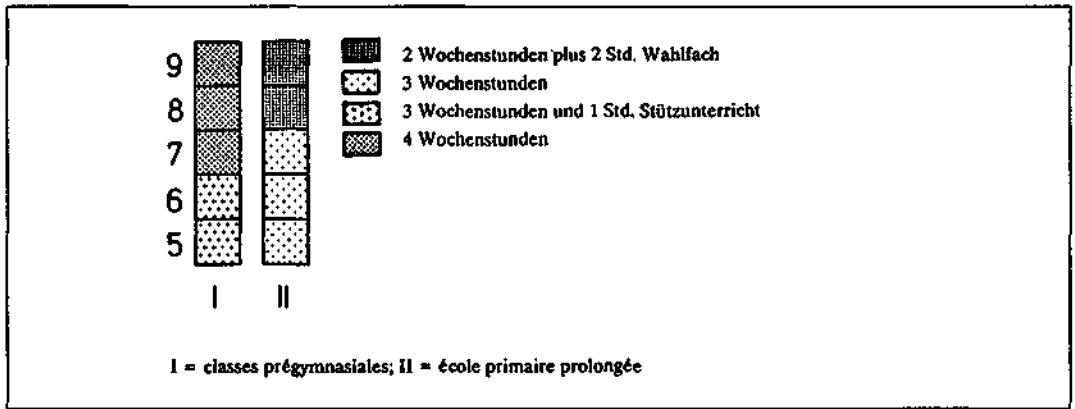 9
8
7
6
5
I II
2 Wochenstunden plus 2 Std. Wahlfach
3 Wochenstunden
3 Wochenstunden und 1 Std. Stützunterricht
4 Wochenstunden
I = classes prégymnasiales; II = école primaire prolongée